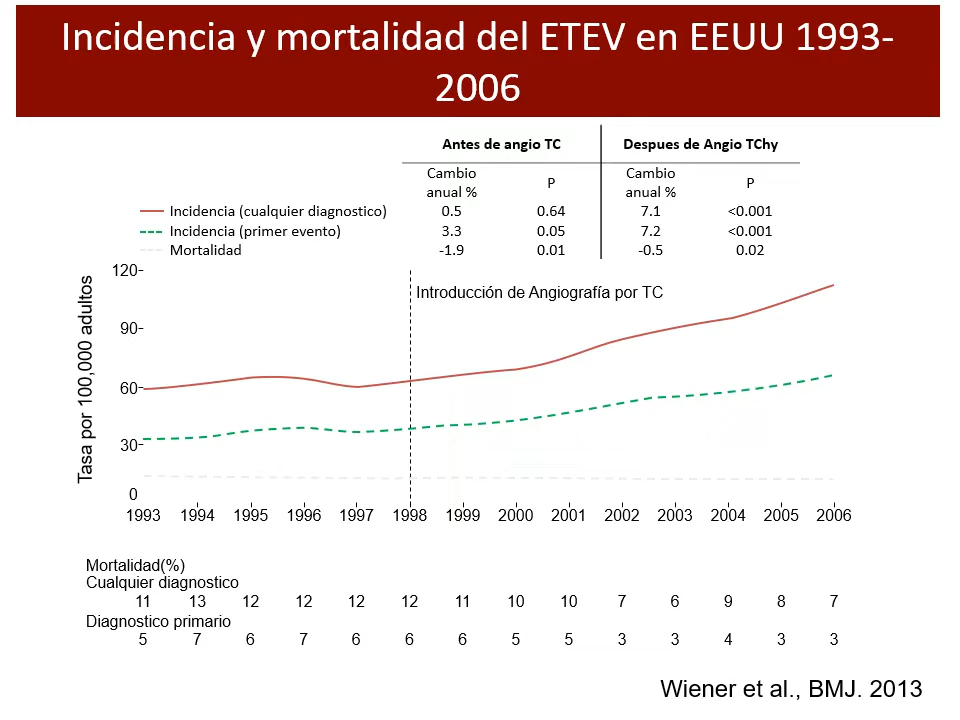 Incidencia y mortalidad del ETEV en EEUU 1993-
2006
Antes de angio TC Despues de Angio TChy
Cambio anual % P Cambio anual % P
Incidencia (cualquier diagnostico) 0.5 0.64 7.1 <0.001
Incidencia (primer evento) 3.3 0.05 7.2 <0.001
Mortalidad -1.9 0.01 -0.5 0.02
Tasa por 100,000 adultos
120
90
60
30
0
Introducción de Angiografía por TC
1993 1994 1995 1996 1997 1998 1999 2000 2001 2002 2003 2004 2005 2006
Mortalidad(%)
Cualquier diagnostico
11 13 12 12 12 12 11 10 10 7 6 9 8 7
Diagnostico primario
5 7 6 7 6 6 6 5 5 3 3 4 3 3
Wiener et al., BMJ. 2013